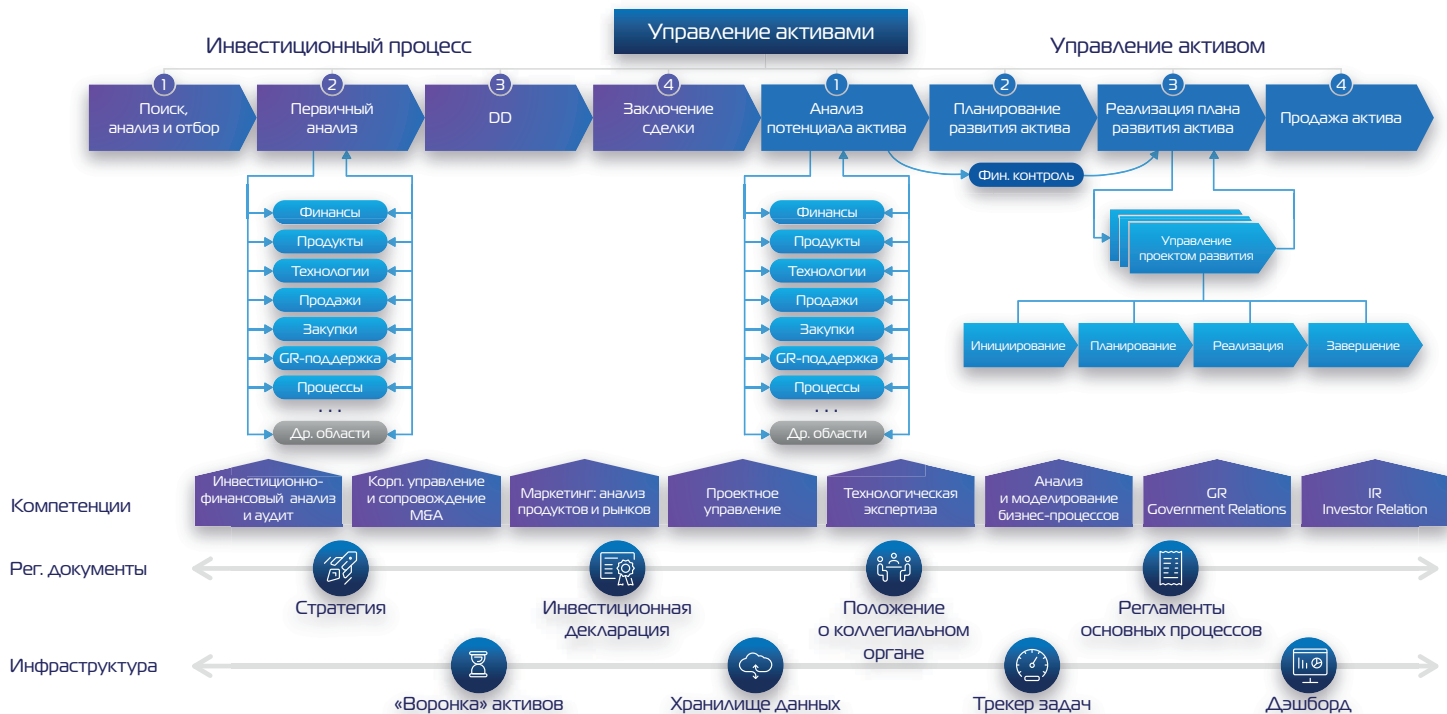 Управление активами
Инвестиционный процесс
Управление активом
1
Поиск,
анализ и отбор
2
Первичный
анализ
3
DD
4
Заключение
сделки
1
Анализ
потенциала актива
2
Планирование
развития актива
3
Реализация плана
развития актива
4
Продажа актива
Фин. контроль
Финансы
Продукты
Технологии
Продажи
Закупки
GR-поддержка
Процессы
...
Др. области
Финансы
Продукты
Технологии
Продажи
Закупки
GR-поддержка
Процессы
...
Др. области
Управление
проектом развития
Инициирование
Планирование
Реализация
Завершение
Компетенции
Инвестиционно-
финансовый анализ
и аудит
Корп. управление
и сопровождение
M&A
Маркетинг: анализ
продуктов и рынков
Проектное
управление
Технологическая
экспертиза
Анализ
и моделирование
бизнес-процессов
GR
Government Relations
IR
Investor Relation
Рег. документы
Стратегия
Инвестиционная
декларация
Положение
о коллегиальном
органе
Регламенты
основных процессов
Инфраструктура
«Воронка» активов
Хранилище данных
Трекер задач
Дэшборд